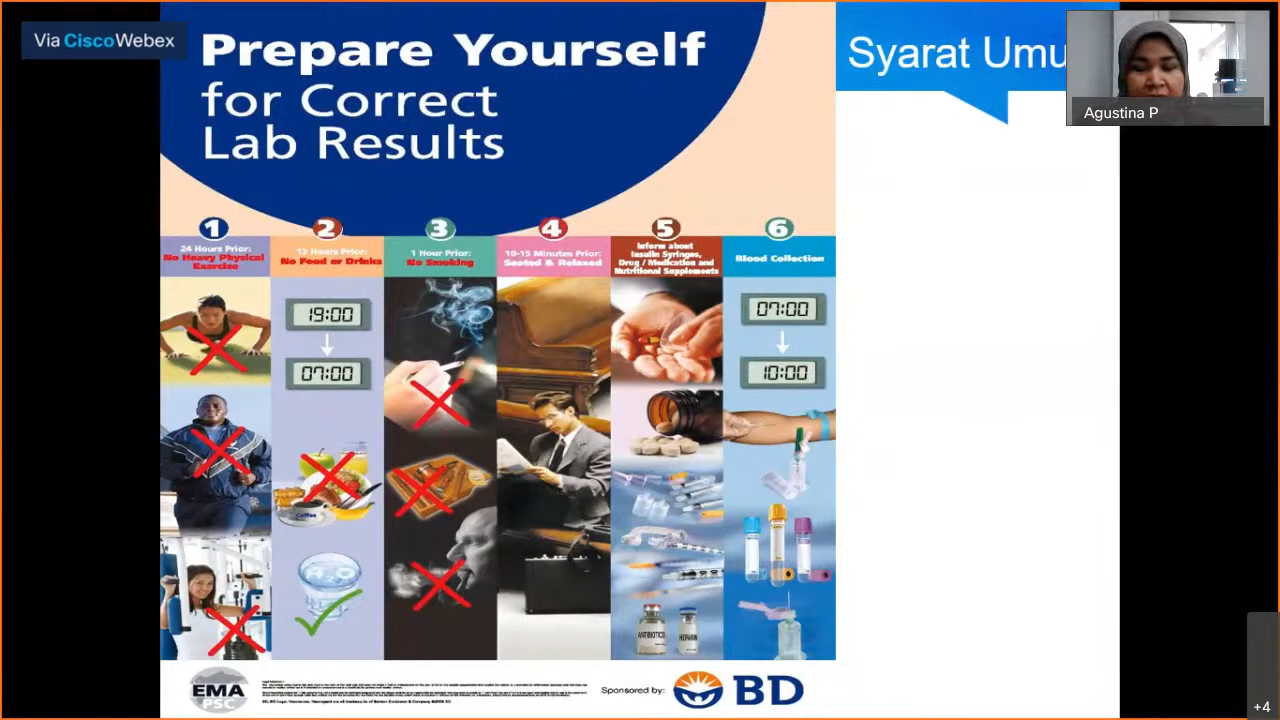 Via CiscoWebex
Prepare Yourself
for Correct
Lab Results
Syarat Umu
Agustina P
1
24 Hours Prior:
No Heavy Physical
Exercise
2
12 Hours Prior:
No Food or Drinks
3
1 Hour Prior:
No Smoking
4
10-15 Minutes Prior:
Seated & Relaxed
5
Inform about
Insulin Syringes,
Drug / Medication and
Nutritional Supplements
6
Blood Collection
19:00
07:00
Coffee
ANTIBIOTICS
HEPARIN
07:00
10:00
EMA
PSC
Sponsored by:
BD
+4